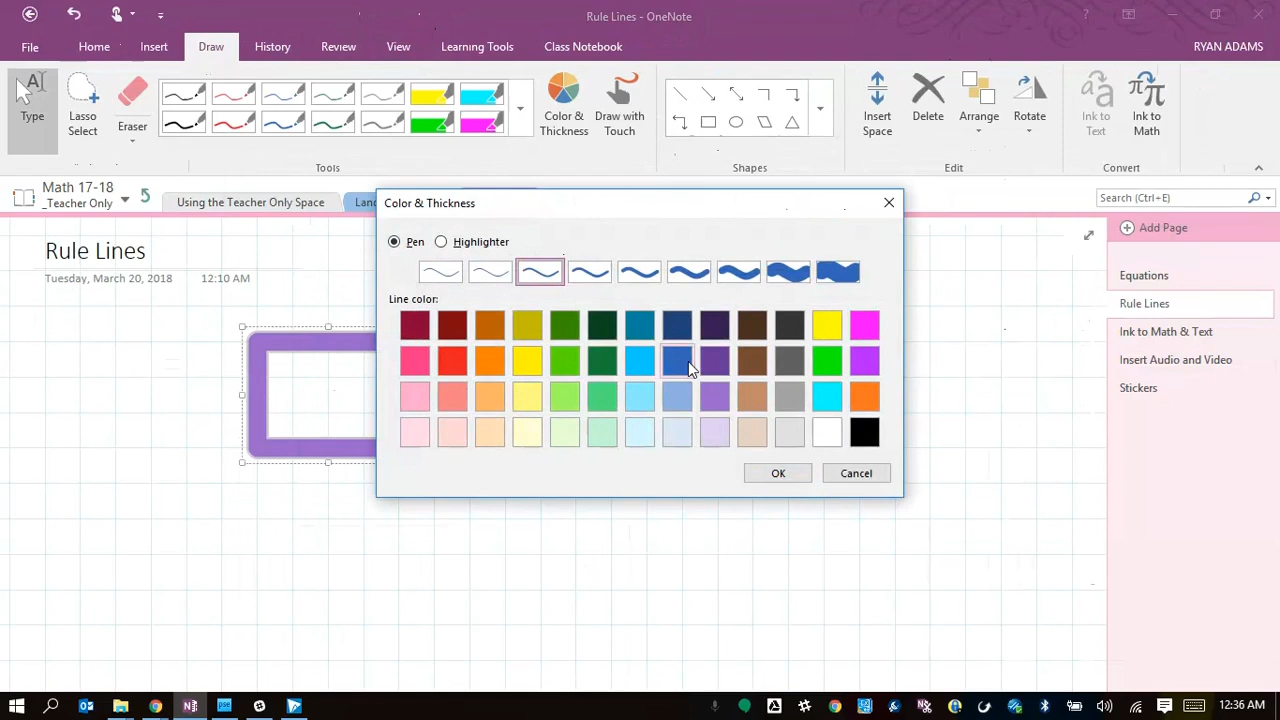 Rule Lines - OneNote
File
Home
Insert
Draw
History
Review
View
Learning Tools
Class Notebook
RYAN ADAMS
Type
Lasso
Select
Eraser
Color &
Thickness
Draw with
Touch
Insert
Space
Delete
Arrange
Rotate
Ink to
Text
Ink to
Math
Tools
Shapes
Edit
Convert
Math 17-18
_Teacher Only
Using the Teacher Only Space
Search (Ctrl+E)
Color & Thickness
Pen
Highlighter
Line color:
OK
Cancel
Rule Lines
Tuesday, March 20, 2018
12:10 AM
Add Page
Equations
Rule Lines
Ink to Math & Text
Insert Audio and Video
Stickers
12:36 AM